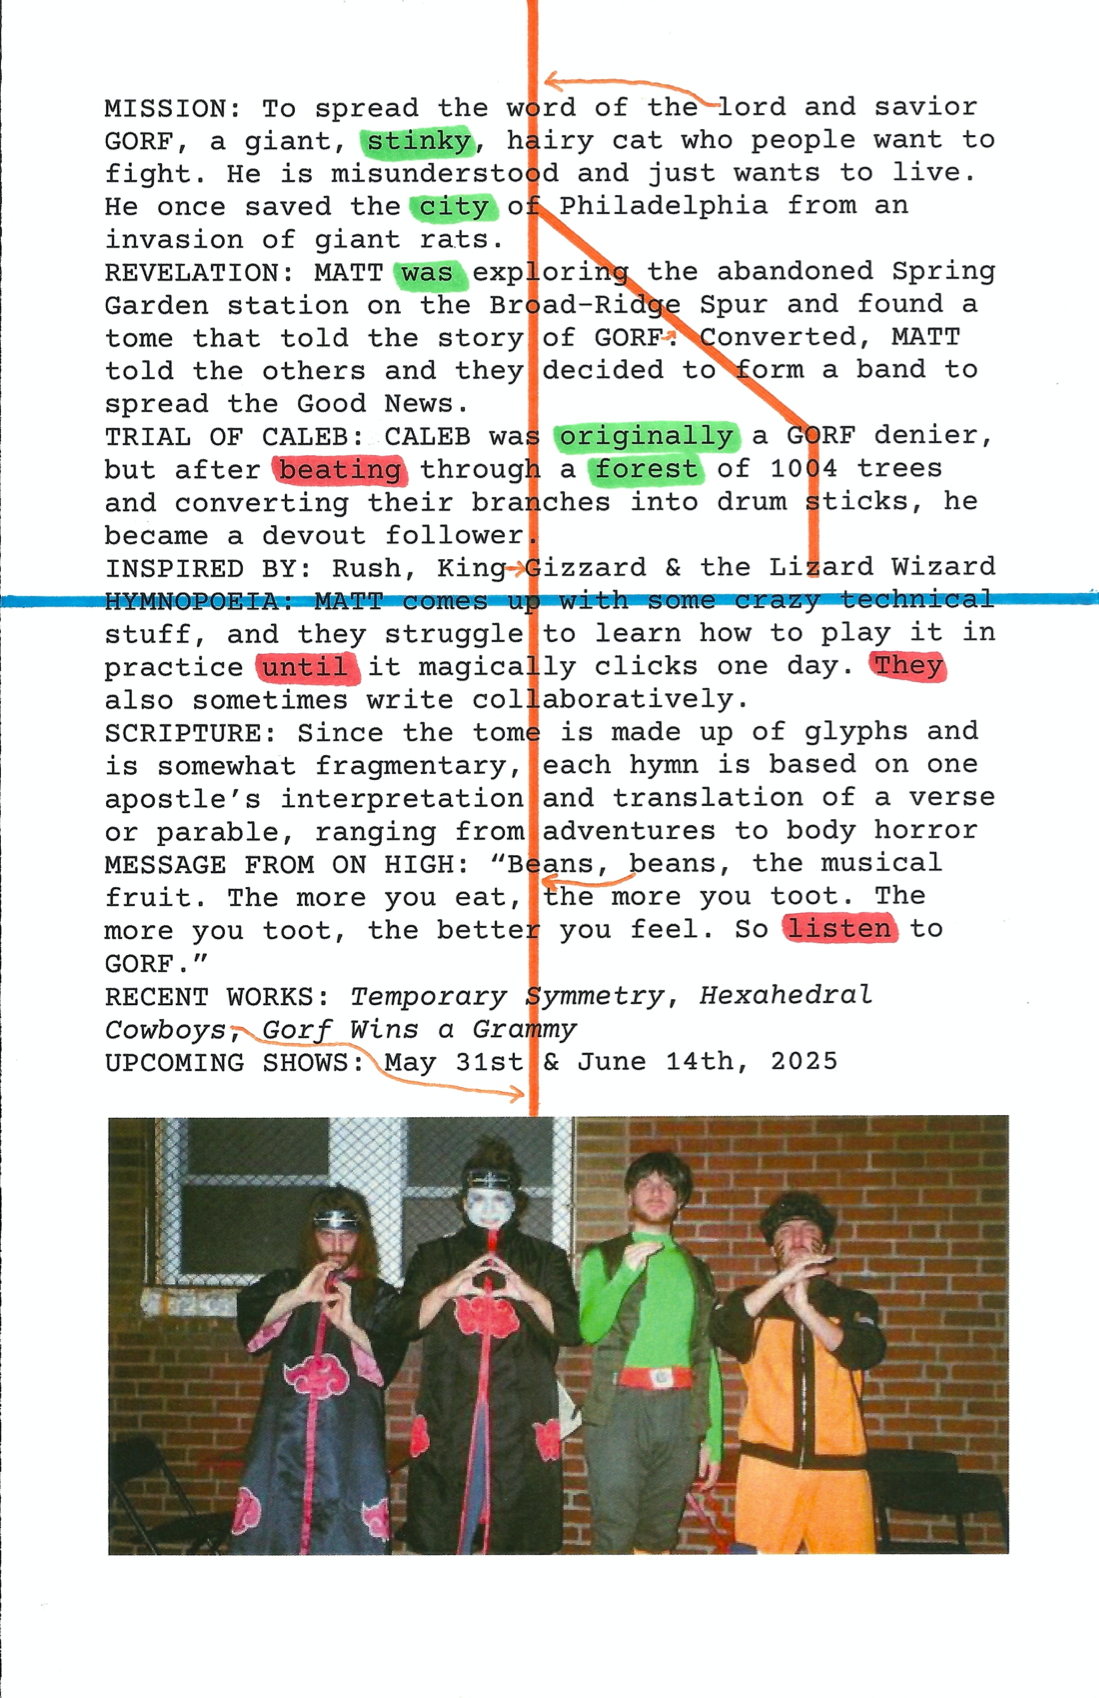 MISSION: To spread the word of the lord and savior
GORF, a giant, stinky, hairy cat who people want to
fight. He is misunderstood and just wants to live.
He once saved the city of Philadelphia from an
invasion of giant rats.
REVELATION: MATT was exploring the abandoned Spring
Garden station on the Broad-Ridge Spur and found a
tome that told the story of GORF. Converted, MATT
told the others and they decided to form a band to
spread the Good News.
TRIAL OF CALEB: CALEB was originally a GORF denier,
but after beating through a forest of 1004 trees
and converting their branches into drum sticks, he
became a devout follower.
INSPIRED BY: Rush, King Gizzard & the Lizard Wizard
HYMNOPOEIA: MATT comes up with some crazy technical
stuff, and they struggle to learn how to play it in
practice until it magically clicks one day. They
also sometimes write collaboratively.
SCRIPTURE: Since the tome is made up of glyphs and
is somewhat fragmentary, each hymn is based on one
apostle's interpretation and translation of a verse
or parable, ranging from adventures to body horror
MESSAGE FROM ON HIGH: “Beans, beans, the musical
fruit. The more you eat, the more you toot. The
more you toot, the better you feel. So listen to
GORF.”
RECENT WORKS: Temporary Symmetry, Hexahedral
Cowboys, Gorf Wins a Grammy
UPCOMING SHOWS: May 31st & June 14th, 2025